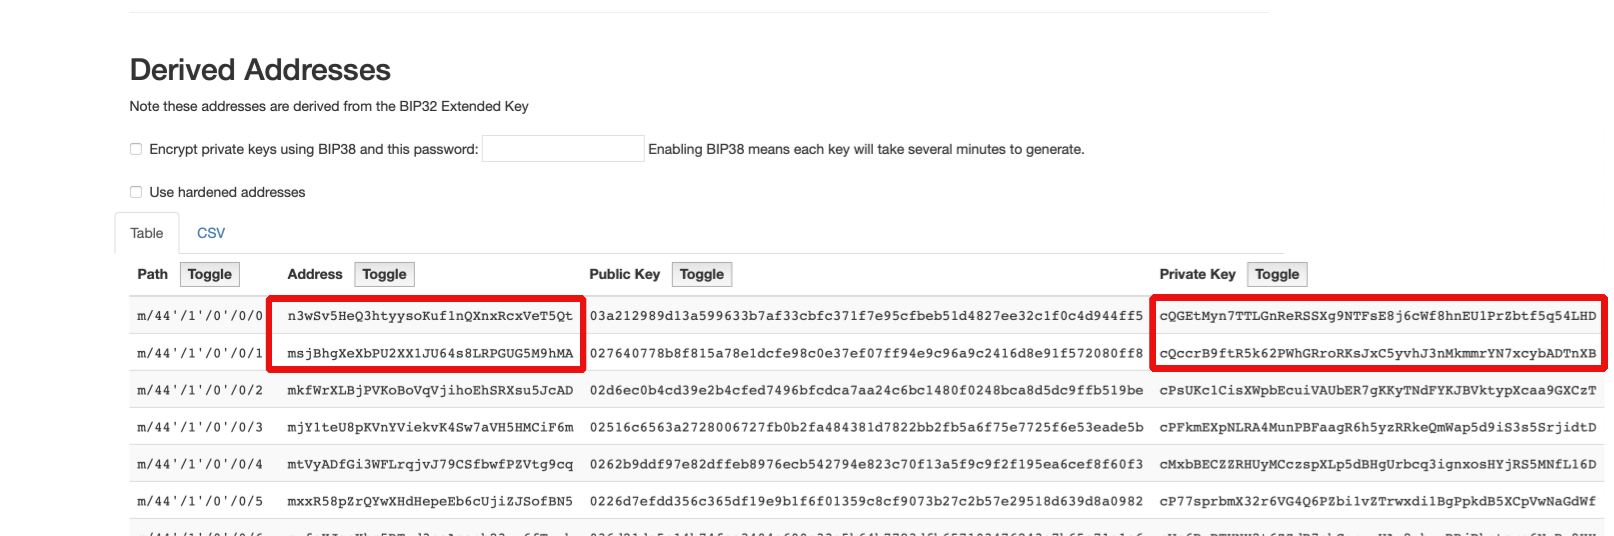 Derived Addresses
Note these addresses are derived from the BIP32 Extended Key
Encrypt private keys using BIP38 and this password: Enabling BIP38 means each key will take several minutes to generate.
Use hardened addresses
Table CSV
Path Toggle Address Toggle Public Key Toggle Private Key Toggle
m/44'/1'/0'/0/0 n3wSv5HeQ3htyysoKuf1nQXnxRcxVeT5Qt 03a212989d13a599633b7af33cbfc371f7e95cfbeb51d4827ee32c1f0c4d944ff5 cQGEtMyn7TTLGnReRSSXg9NTFsE8j6cWf8hnEU1PrZbtf5q54LHD
m/44'/1'/0'/0/1 msjBhgXeXbPU2XX1JU64s8LRPGUG5M9hMA 027640778b8f815a78e1dcfe98c0e37ef07ff94e9c96a9c2416d8e91f572080ff8 cQccrB9ftR5k62PWhGRroRKsJxC5yvhJ3nMkmmrYN7xcybADTnXB
m/44'/1'/0'/0/2 mkfWrXLBjPVKoBoVqVjihoEhSRXsu5JcAD 02d6ec0b4cd39e2b4cfed7496bfcdca7aa24c6bc1480f0248bca8d5dc9ffb519be cPsUKc1CisXWpbEcuiVAUbER7gKKyTNdFYKJBVktypXcaa9GXCzT
m/44'/1'/0'/0/3 mjY1teU8pKVnYViekvK4Sw7aVH5HMCiF6m 02516c6563a2728006727fb0b2fa484381d7822bb2fb5a6f75e7725f6e53eade5b cPFkmEXpNLRA4MunPBFaagR6h5yzRRkeQmWap5d9iS3s5SrjidtD
m/44'/1'/0'/0/4 mtVyADfGi3WFLrqjvJ79CSfbwfPZVtg9cq 0262b9ddf97e82dffeb8976ecb542794e823c70f13a5f9c9f2f195ea6cef8f60f3 cMxbBECZZRHUyMCczspXLp5dBHgUrbcq3ignxosHYjRS5MNfL16D
m/44'/1'/0'/0/5 mxxR58pZrQYwXHdHepeEb6cUjiZJSofBN5 0226d7efdd356c365df19e9b1f6f01359c8cf9073b27c2b57e29518d639d8a0982 cP77sprbmX32r6VG4Q6PZbi1vZTrwxdi1BgPpkdB5XCpVwNaGdWf